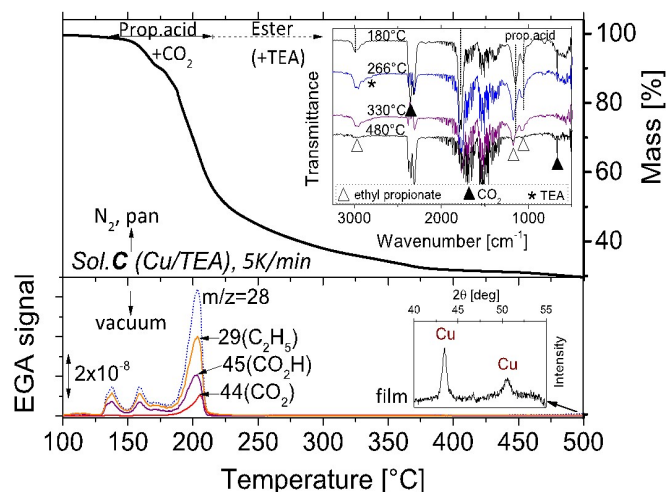 Prop.acid
+CO₂
Ester
(+TEA)
N₂, pan
Sol.C (Cu/TEA), 5K/min
100
80
60
40
Mass [%]
Transmittance
180°C
266°C
330°C
480°C
prop.acid
*
△ ethyl propionate ▲ CO₂ * TEA
3000 2000 1000
Wavenumber [cm⁻¹]
EGA signal
vacuum
2x10⁻⁸
m/z=28
29(C₂H₅)
45(CO₂H)
44(CO₂)
2θ [deg]
40 45 50 55
Cu
Cu
Intensity
film
100 150 200 250 300 350 400 450 500
Temperature [°C]